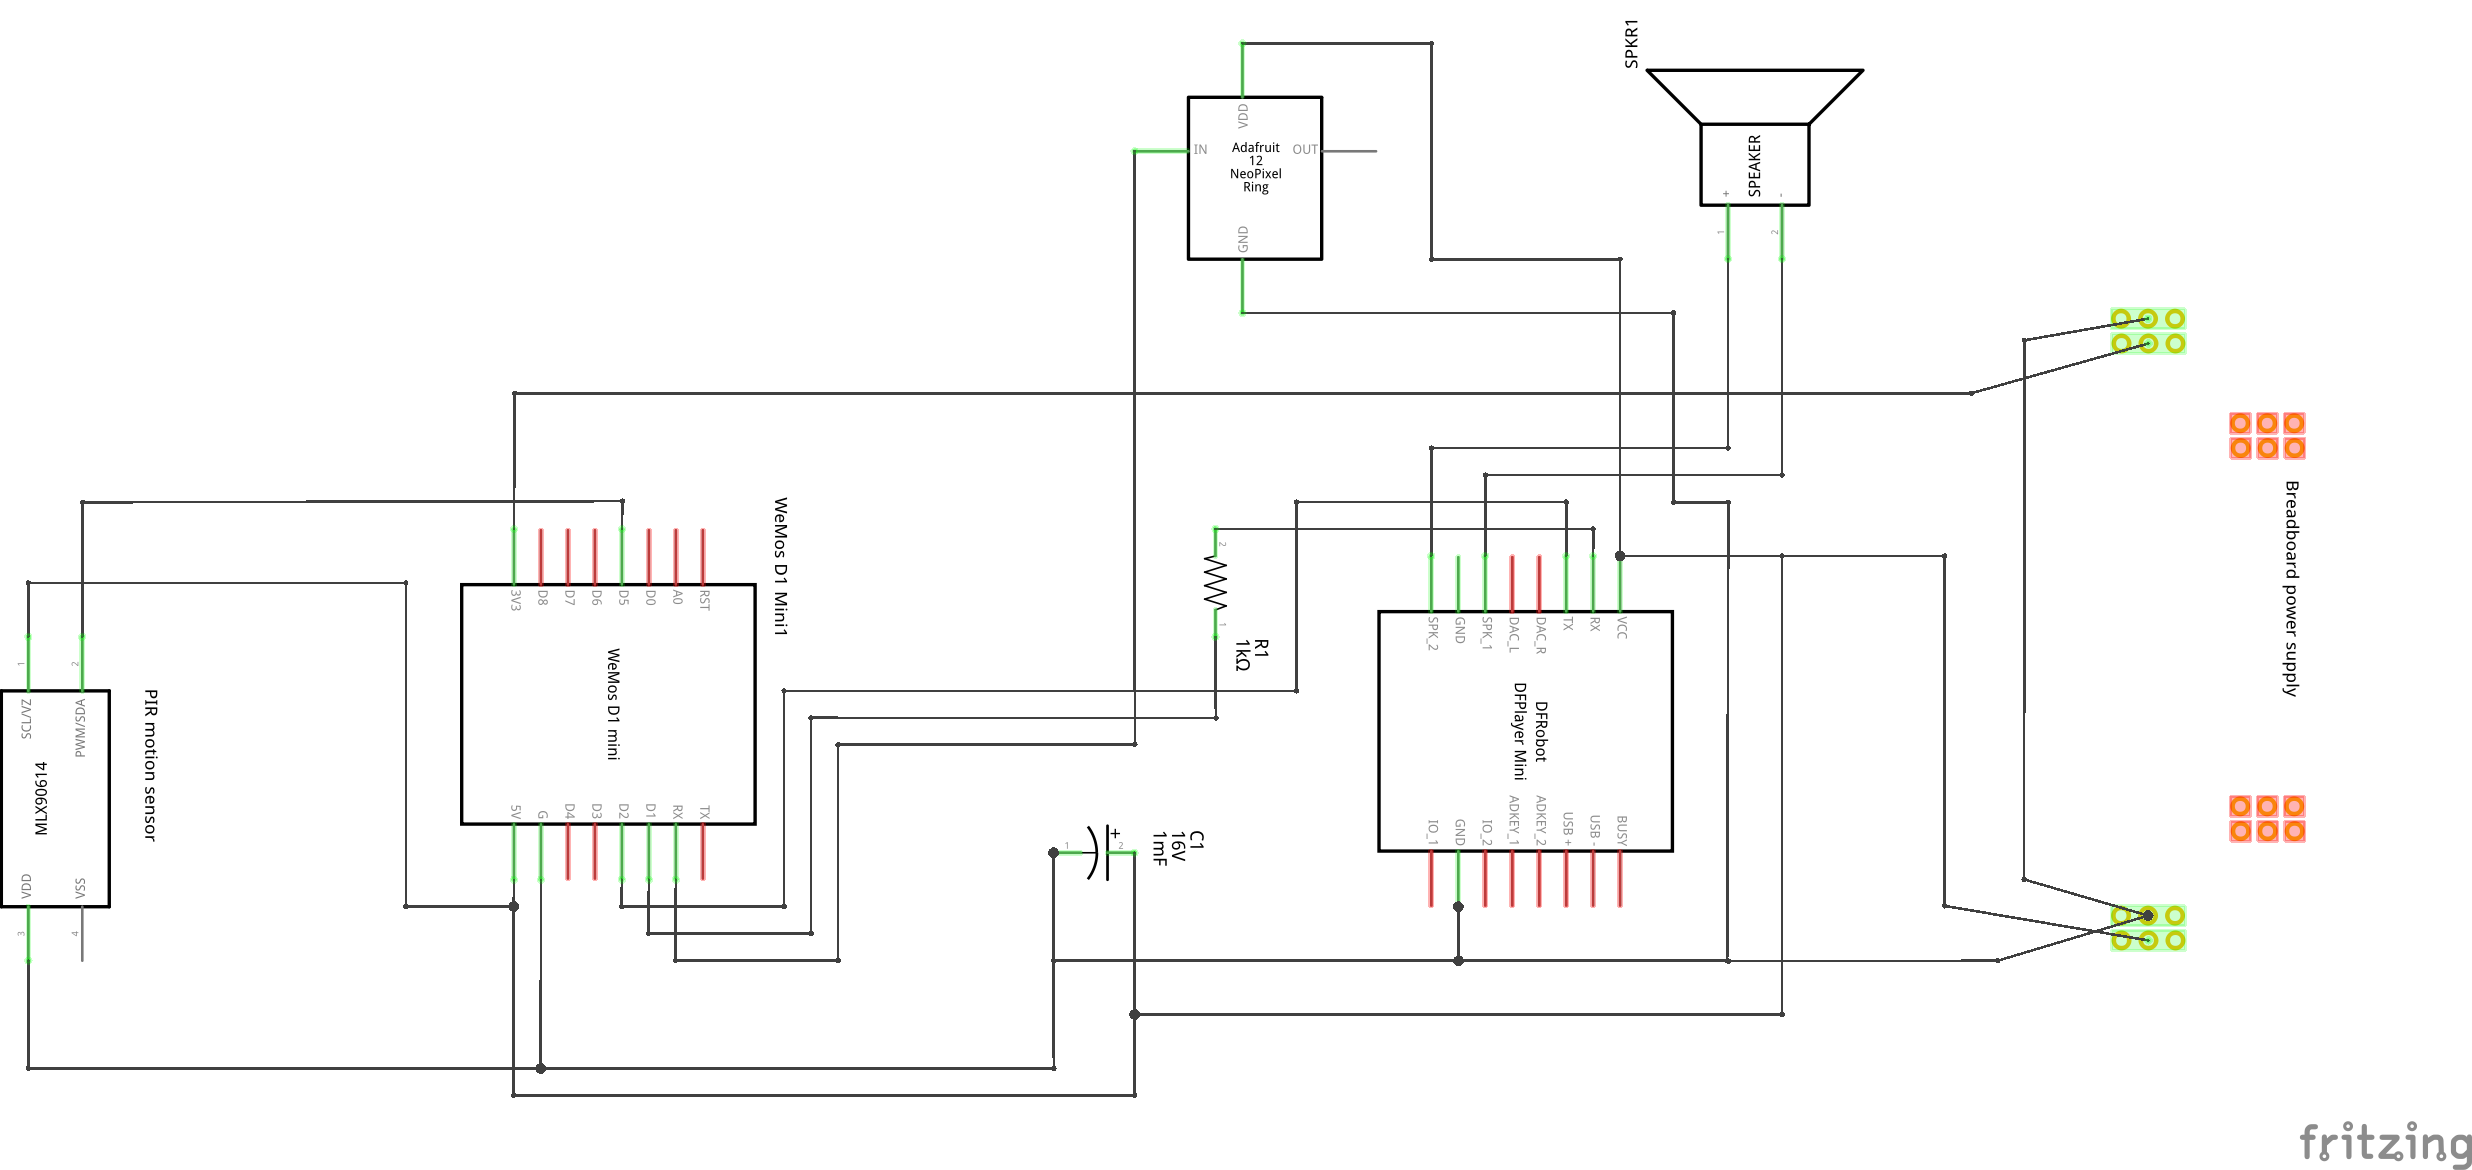 SPKR1
SPEAKER
+
-
1
2
VDD
IN
OUT
Adafruit
12
NeoPixel
Ring
GND
WeMos D1 Mini1
3V3
D8
D7
D6
D5
D0
A0
RST
WeMos D1 mini
5V
G
D4
D3
D2
D1
RX
TX
PIR motion sensor
1
2
SCL/VZ
PWM/SDA
MLX90614
VDD
VSS
3
4
2
1
R1
1kΩ
SPK_2
GND
SPK_1
DAC_L
DAC_R
TX
RX
VCC
DFRobot
DFPlayer Mini
IO_1
GND
IO_2
ADKEY_1
ADKEY_2
USB +
USB -
BUSY
1
+
2
C1
16V
1mF
Breadboard power supply
fritzing